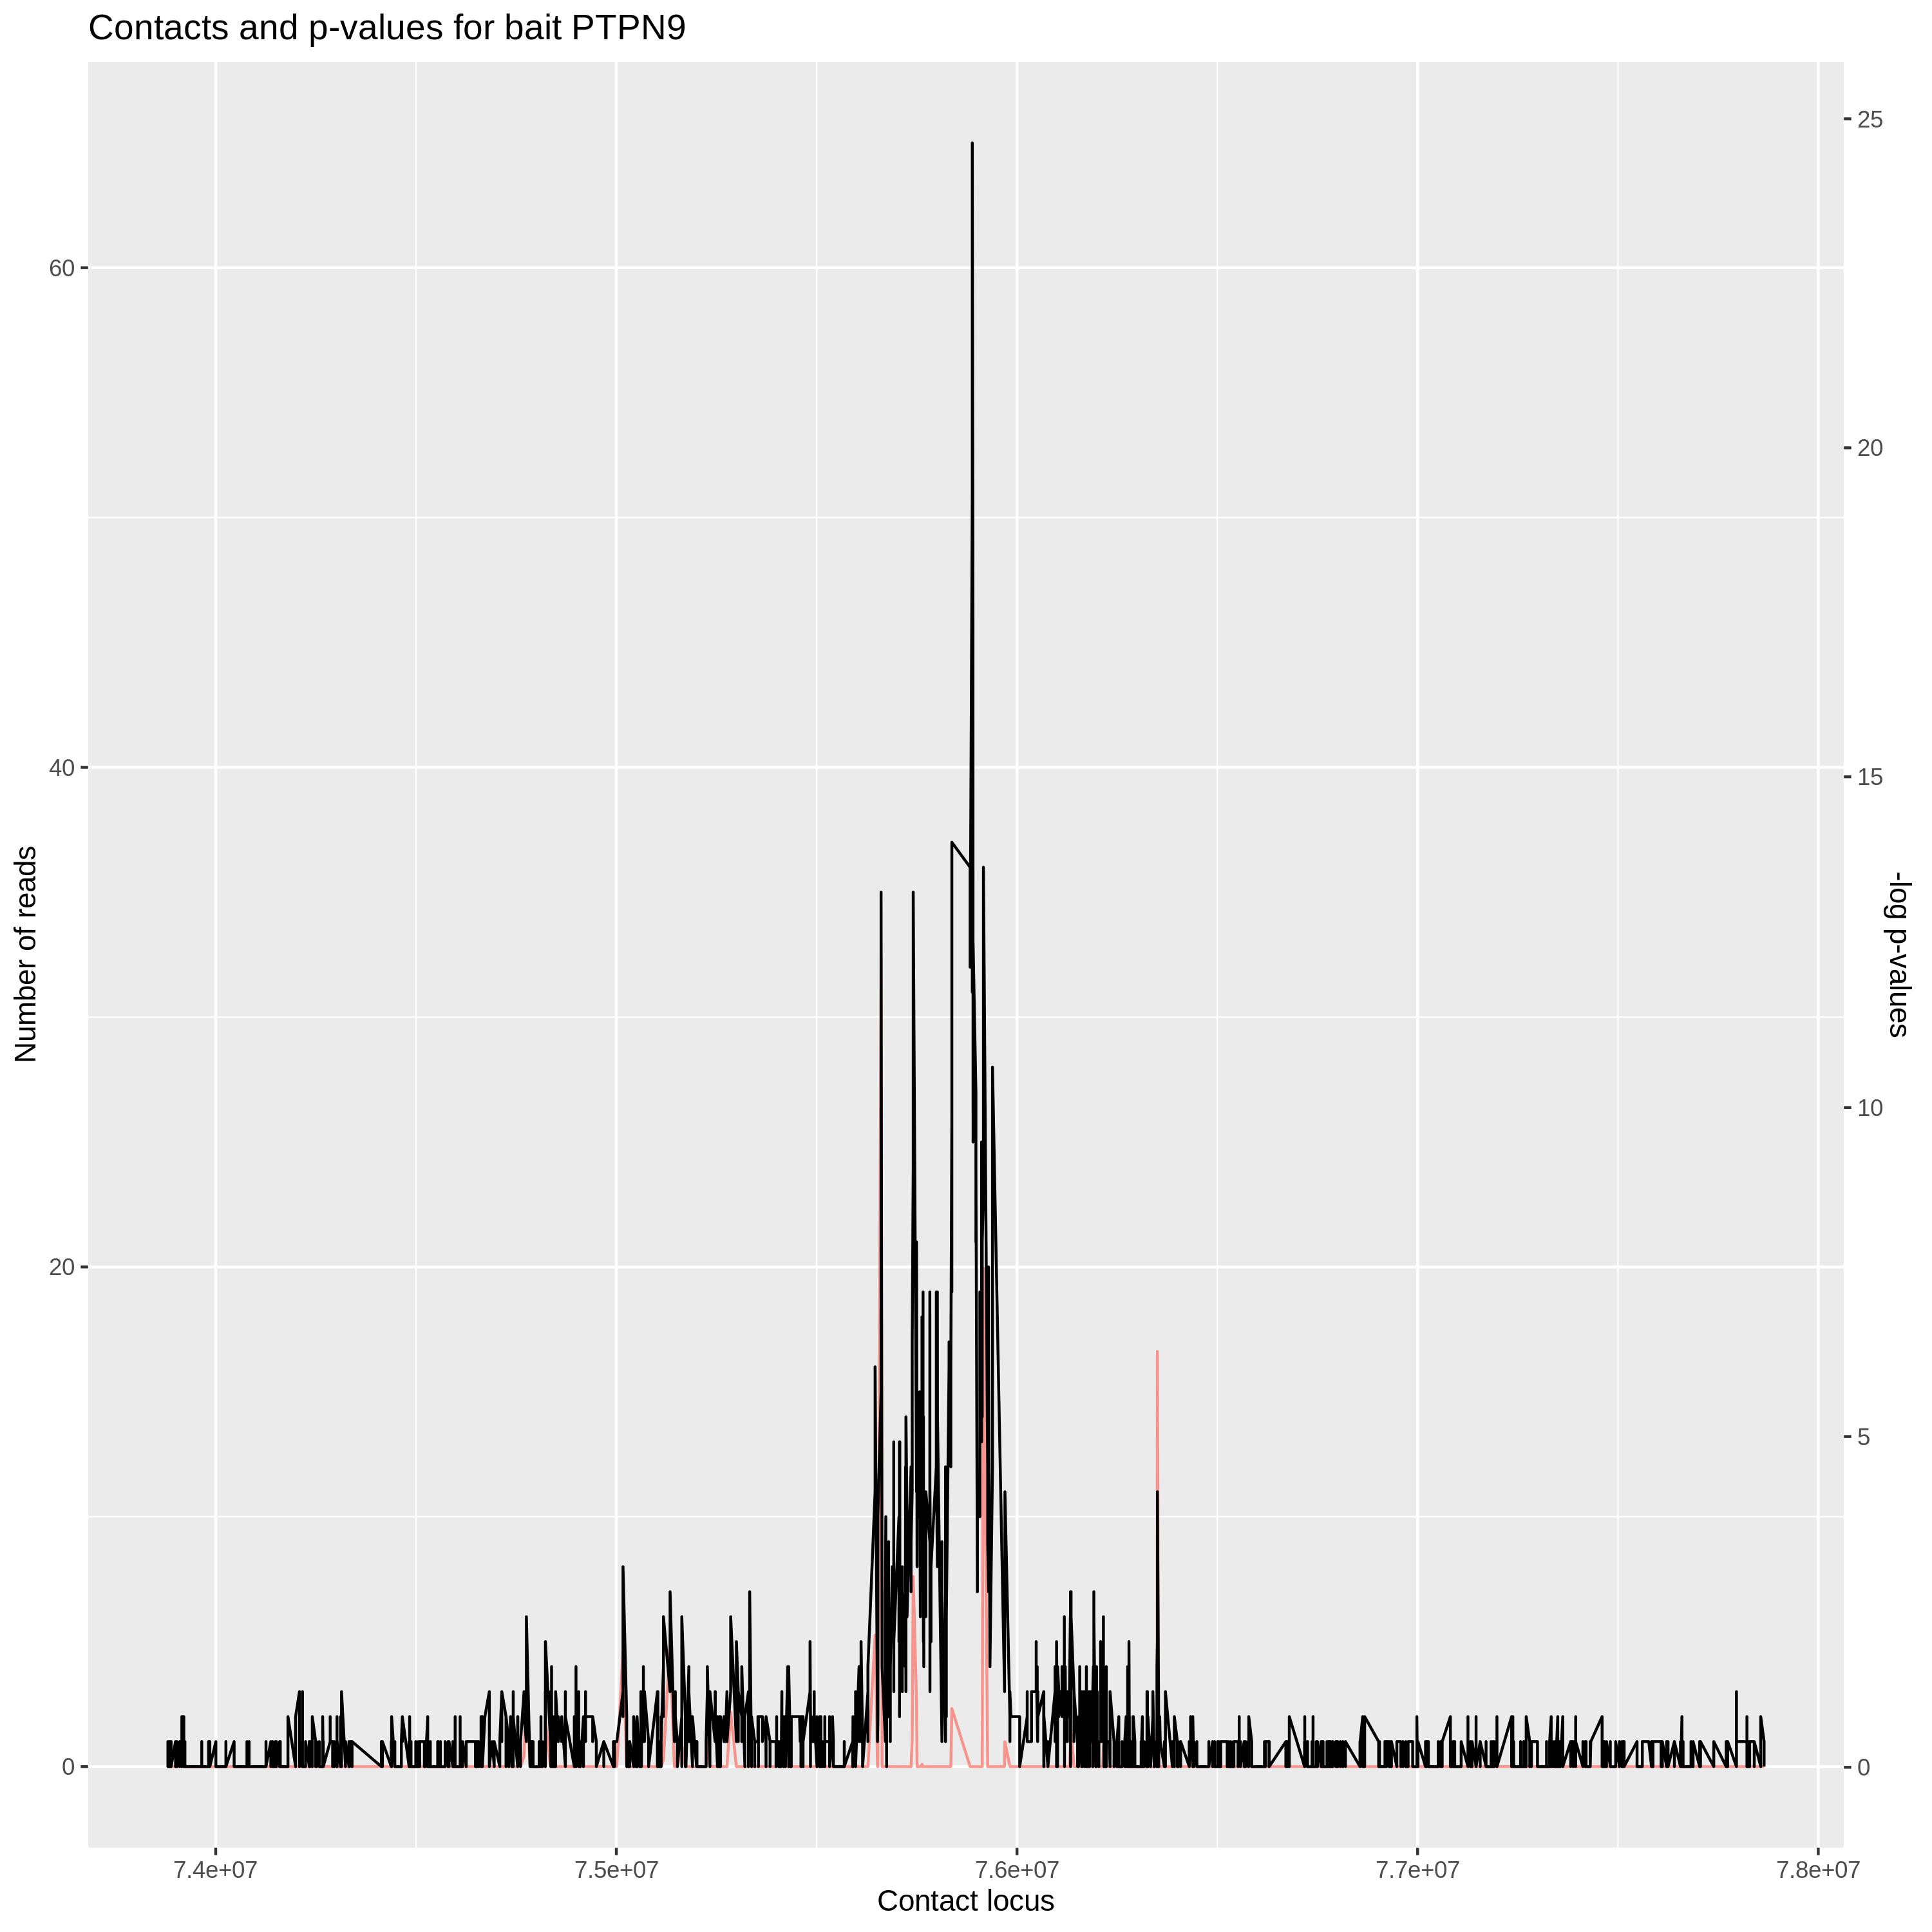 Contacts and p-values for bait PTPN9
Number of reads
60
40
20
0
25
20
15
10
5
0
-log p-values
7.4e+07 7.5e+07 7.6e+07 7.7e+07 7.8e+07
Contact locus